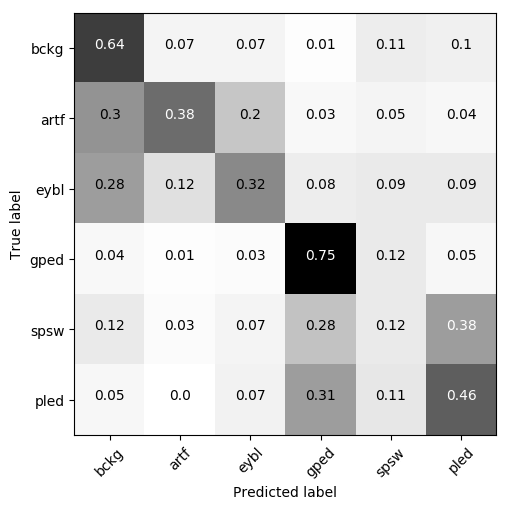 bckg 0.64 0.07 0.07 0.01 0.11 0.1
artf 0.3 0.38 0.2 0.03 0.05 0.04
eybl 0.28 0.12 0.32 0.08 0.09 0.09
gped 0.04 0.01 0.03 0.75 0.12 0.05
spsw 0.12 0.03 0.07 0.28 0.12 0.38
pled 0.05 0.0 0.07 0.31 0.11 0.46
True label
bckg artf eybl gped spsw pled
Predicted label